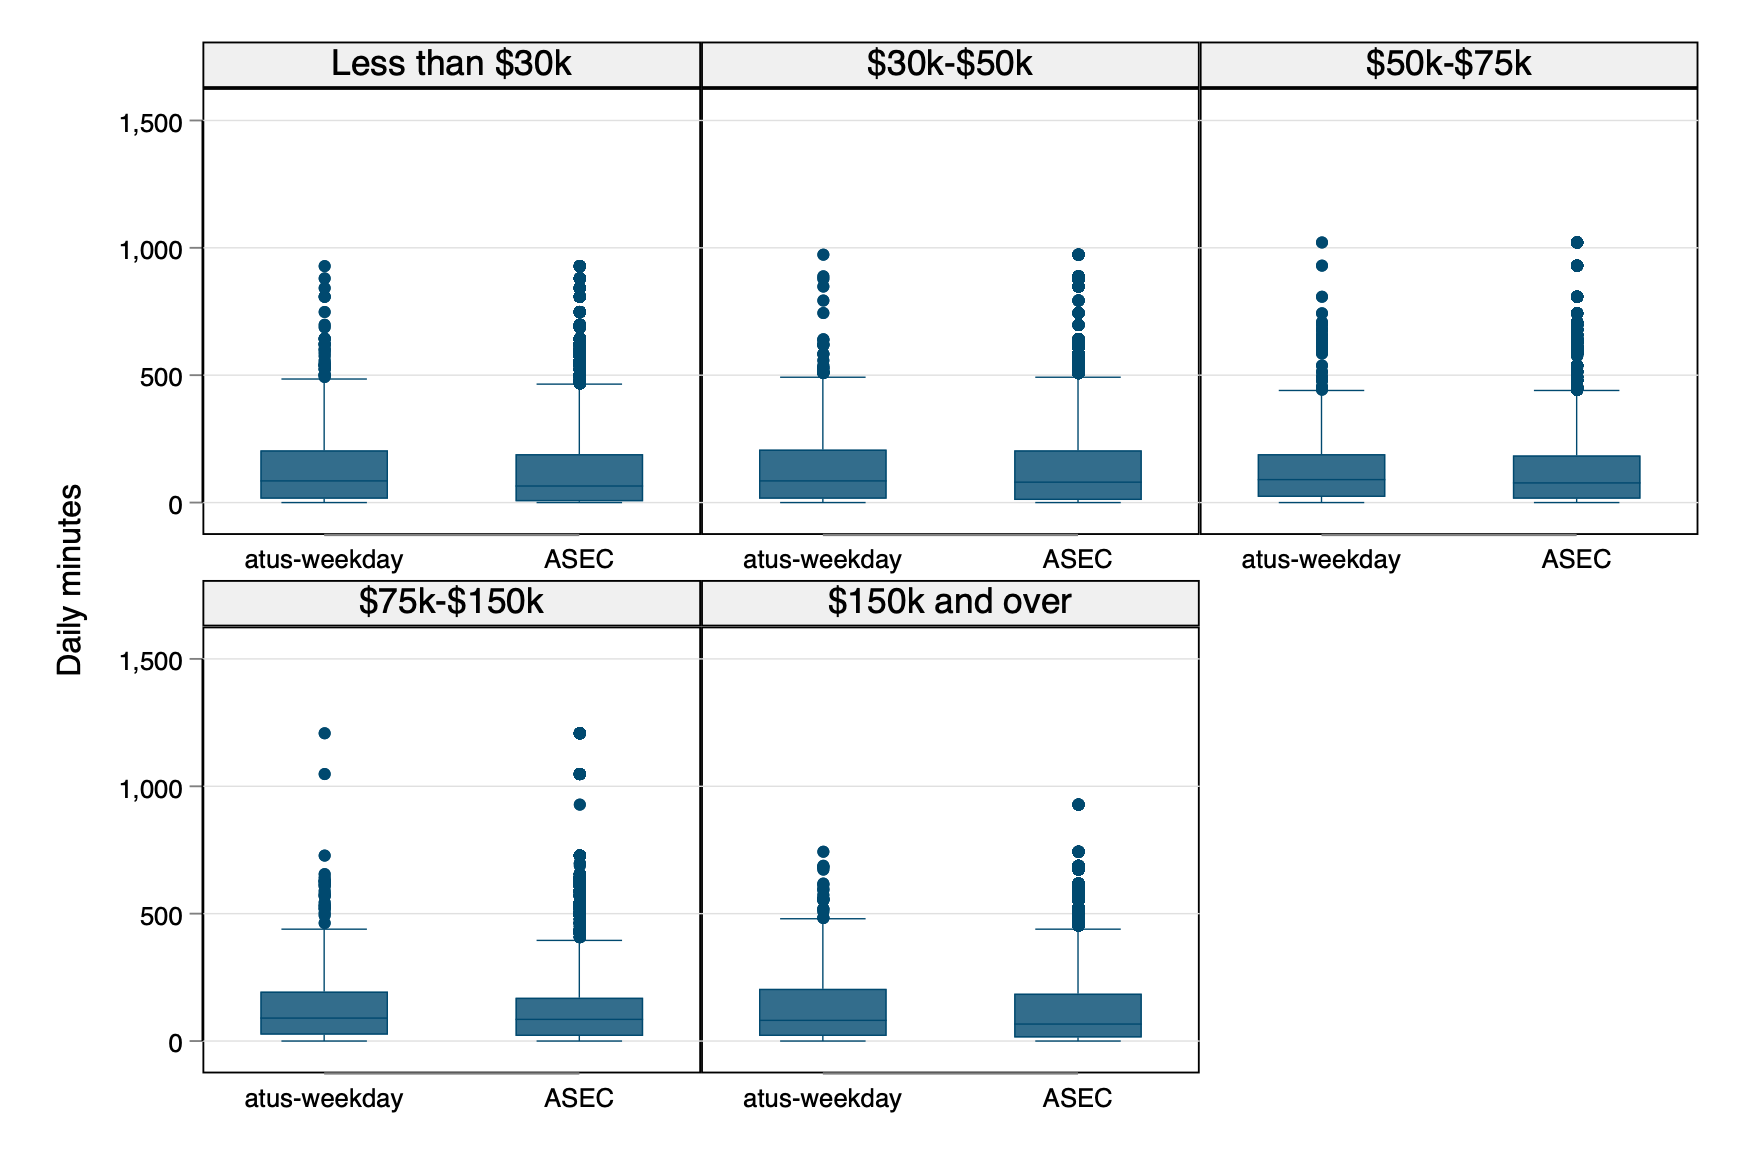 Less than $30k
$30k-$50k
$50k-$75k
1,500
1,000
500
0
atus-weekday
ASEC
atus-weekday
ASEC
atus-weekday
ASEC
Daily minutes
$75k-$150k
$150k and over
1,500
1,000
500
0
atus-weekday
ASEC
atus-weekday
ASEC